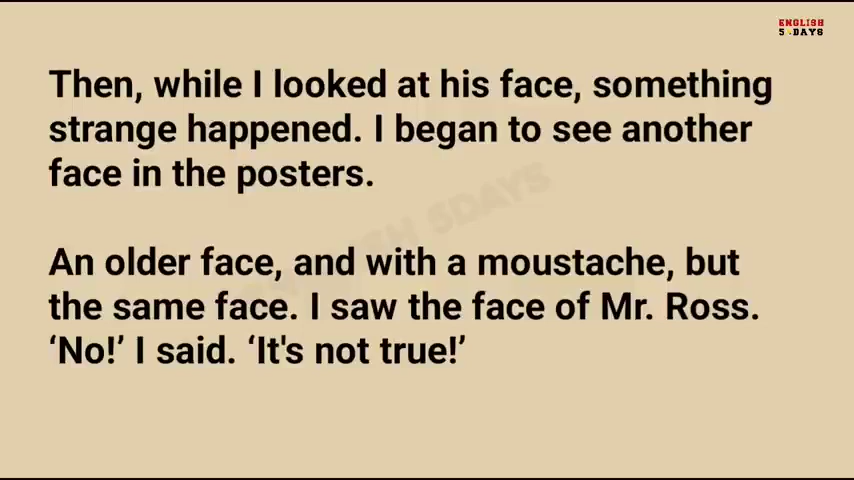 ENGLISH
5 DAYS
Then, while I looked at his face, something
strange happened. I began to see another
face in the posters.
An older face, and with a moustache, but
the same face. I saw the face of Mr. Ross.
‘No!’ I said. ‘It's not true!’